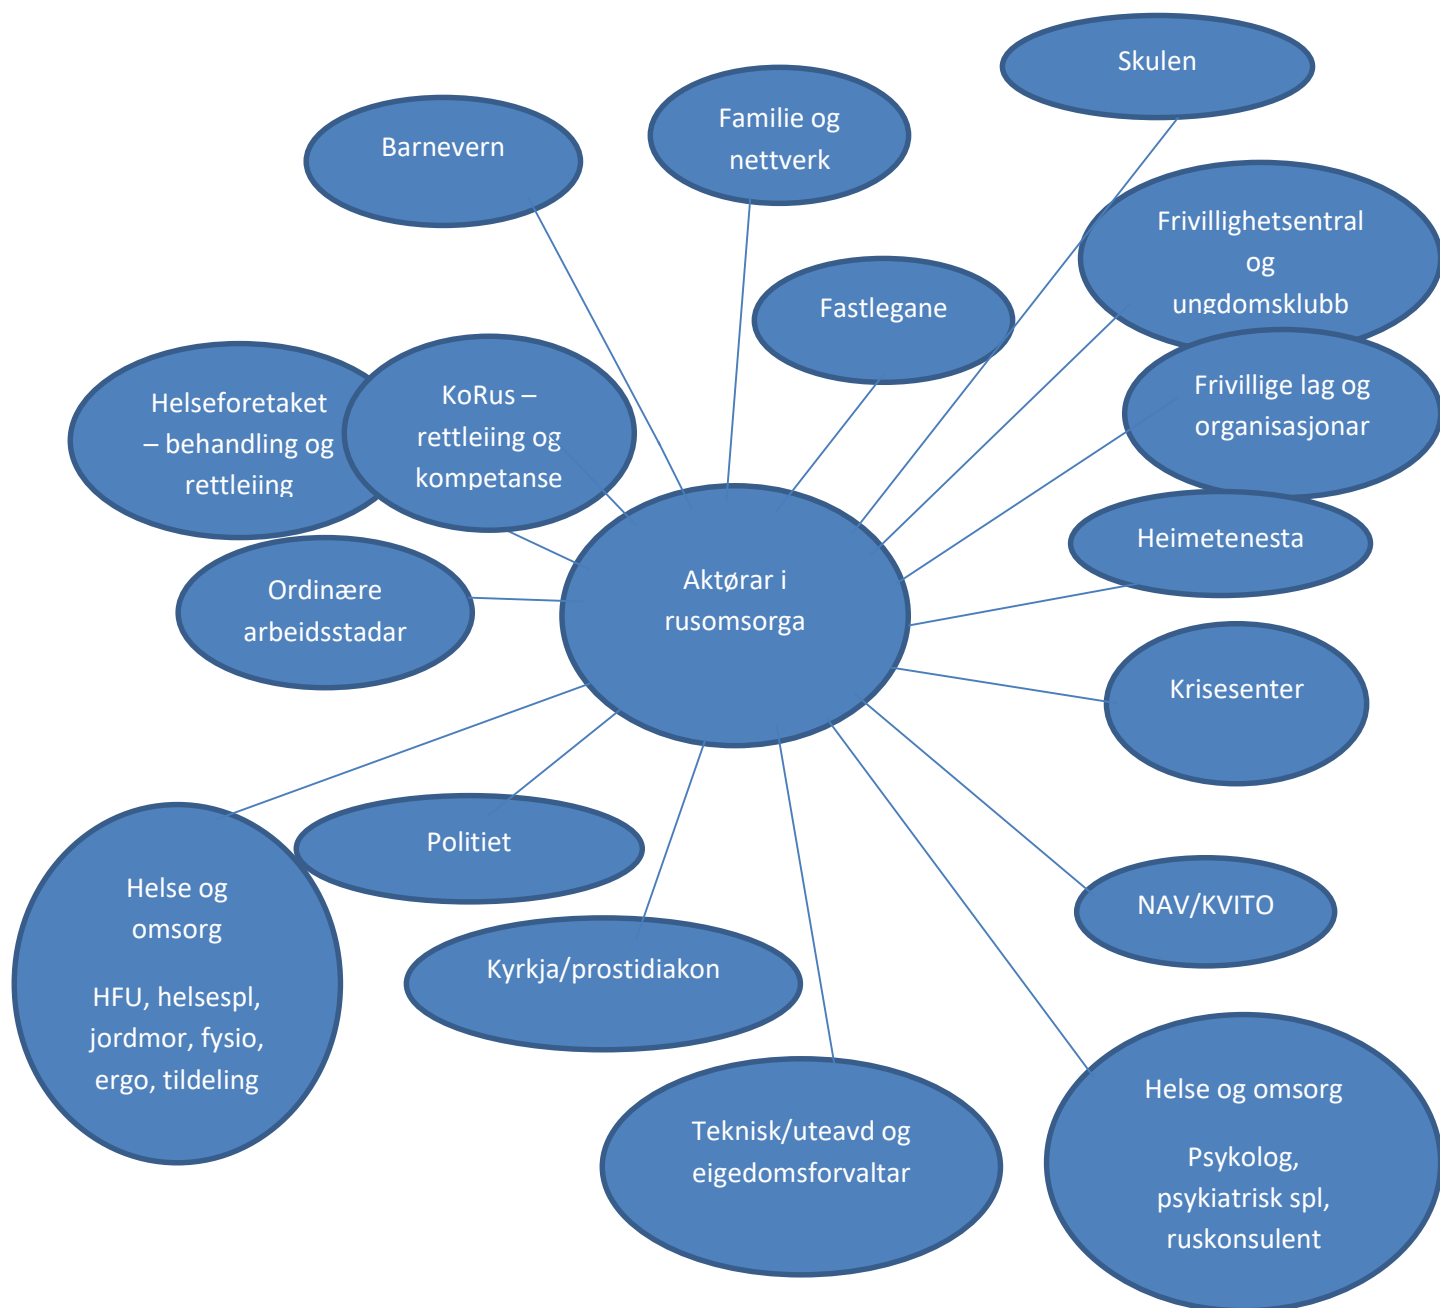 Skulen
Familie og
nettverk
Barnevern
Frivillighetsentral
og
ungdomsklubb
Fastlegane
Frivillige lag og
organisasjonar
Helseforetaket
– behandling og
rettleiing
KoRus –
rettleiing og
kompetanse
Heimetenesta
Aktørar i
rusomsorga
Ordinære
arbeidsstadar
Krisesenter
Politiet
Helse og
omsorg
HFU, helsespl,
jordmor, fysio,
ergo, tildeling
NAV/KVITO
Kyrkja/prostidiakon
Teknisk/uteavd og
eigedomsforvaltar
Helse og omsorg
Psykolog,
psykiatrisk spl,
ruskonsulent